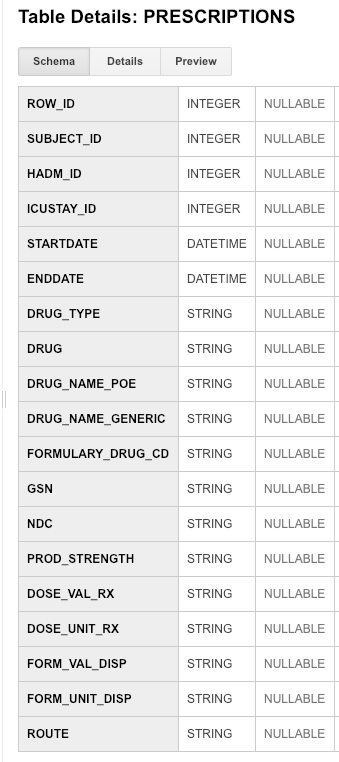 Table Details: PRESCRIPTIONS
Schema Details Preview
ROW_ID INTEGER NULLABLE
SUBJECT_ID INTEGER NULLABLE
HADM_ID INTEGER NULLABLE
ICUSTAY_ID INTEGER NULLABLE
STARTDATE DATETIME NULLABLE
ENDDATE DATETIME NULLABLE
DRUG_TYPE STRING NULLABLE
DRUG STRING NULLABLE
DRUG_NAME_POE STRING NULLABLE
DRUG_NAME_GENERIC STRING NULLABLE
FORMULARY_DRUG_CD STRING NULLABLE
GSN STRING NULLABLE
NDC STRING NULLABLE
PROD_STRENGTH STRING NULLABLE
DOSE_VAL_RX STRING NULLABLE
DOSE_UNIT_RX STRING NULLABLE
FORM_VAL_DISP STRING NULLABLE
FORM_UNIT_DISP STRING NULLABLE
ROUTE STRING NULLABLE